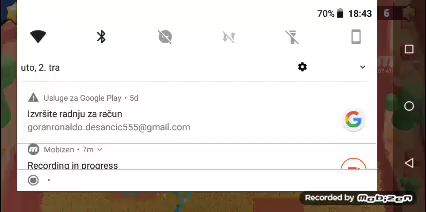 70% 18:43
6
uto, 2. tra
Usluge za Google Play • 5d
Izvršite radnju za račun
goranronaldo.desancic555@gmail.com
Mobizen • 7m
Recording in progress
Recorded by mobizen